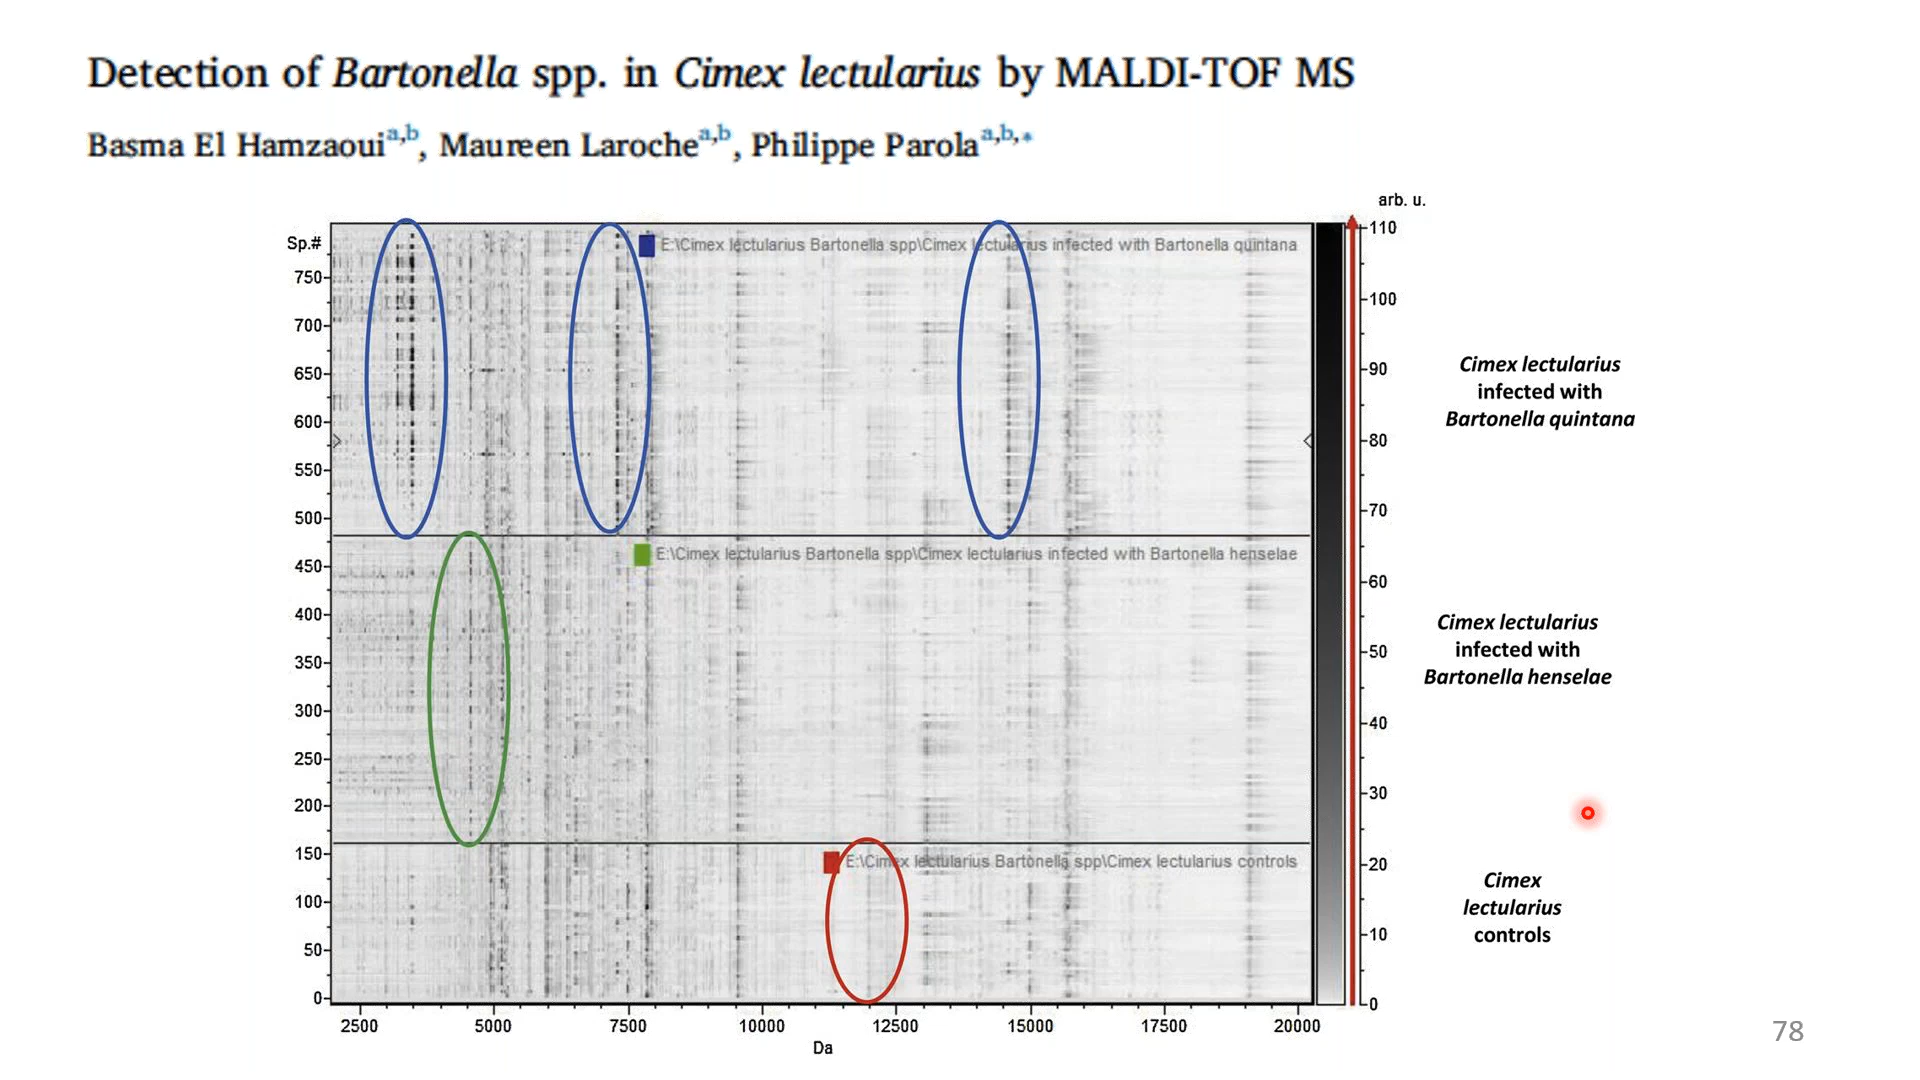 Detection of Bartonella spp. in Cimex lectularius by MALDI-TOF MS
Basma El Hamzaoui a,b, Maureen Laroche a,b, Philippe Parola a,b,*
arb. u.
Sp.#
E:\Cimex lectularius Bartonella spp\Cimex lectularius infected with Bartonella quintana
750
700
650
600
550
500
E:\Cimex lectularius Bartonella spp\Cimex lectularius infected with Bartonella henselae
450
400
350
300
250
200
E:\Cimex lectularius Bartonella spp\Cimex lectularius controls
150
100
50
0
2500 5000 7500 10000 12500 15000 17500 20000
Da
110
100
90
80
70
60
50
40
30
20
10
0
Cimex lectularius
infected with
Bartonella quintana
Cimex lectularius
infected with
Bartonella henselae
Cimex
lectularius
controls
78